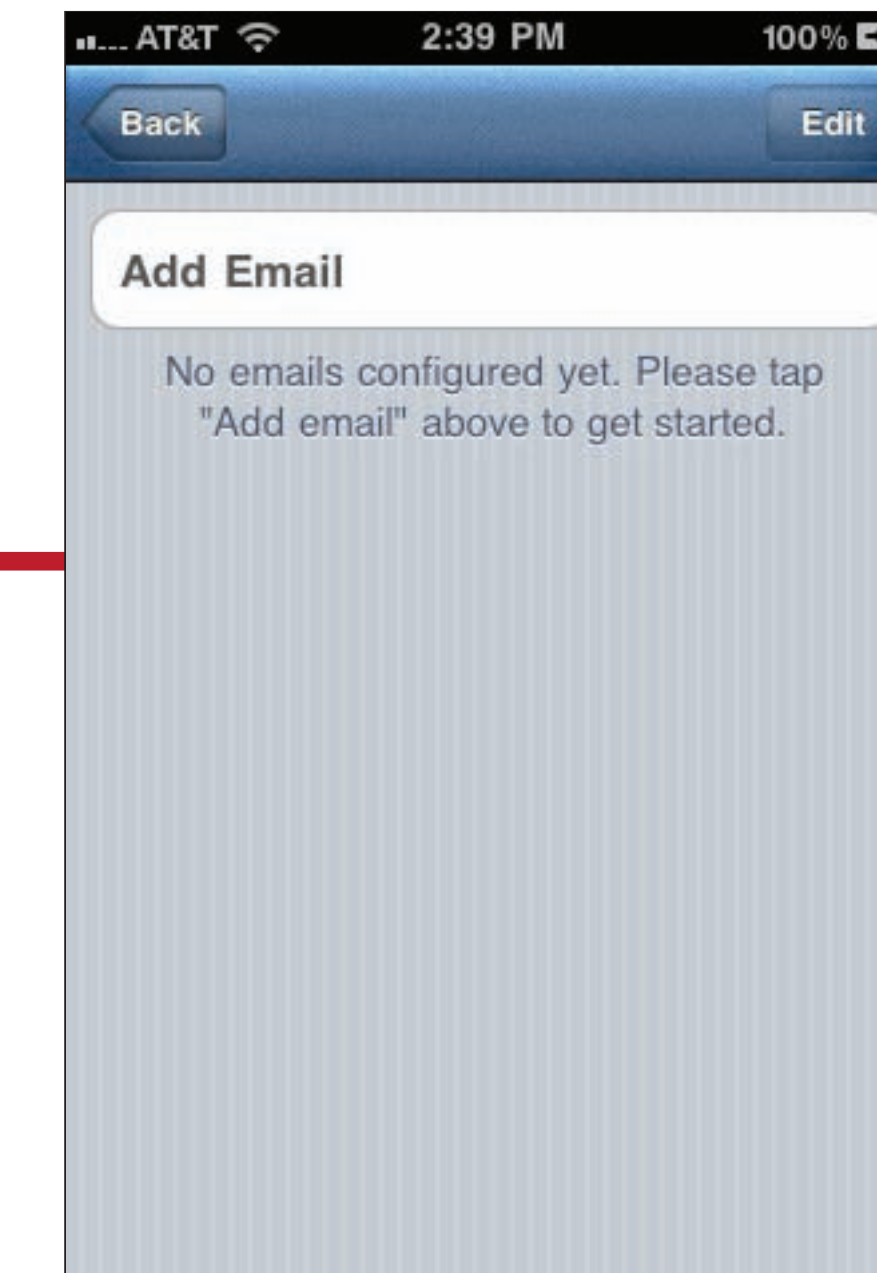 AT&T 2:39 PM 100%
Back Edit
Add Email
No emails configured yet. Please tap
"Add email" above to get started.